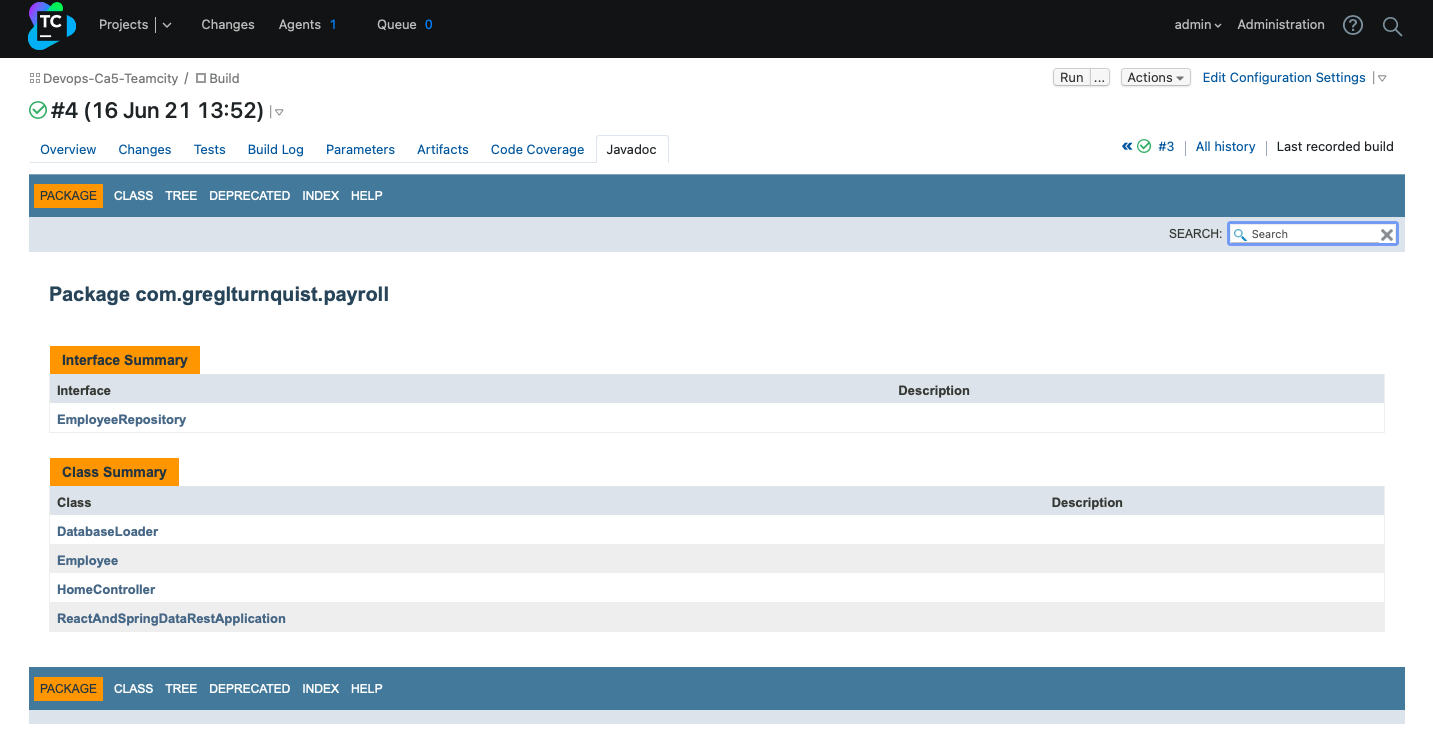 TC Projects Changes Agents 1 Queue 0 admin Administration ?
Devops-Ca5-Teamcity / Build Run ... Actions Edit Configuration Settings
#4 (16 Jun 21 13:52)
Overview Changes Tests Build Log Parameters Artifacts Code Coverage Javadoc « #3 All history Last recorded build
PACKAGE CLASS TREE DEPRECATED INDEX HELP
SEARCH: Search
Package com.greglturnquist.payroll
Interface Summary
Interface Description
EmployeeRepository
Class Summary
Class Description
DatabaseLoader
Employee
HomeController
ReactAndSpringDataRestApplication
PACKAGE CLASS TREE DEPRECATED INDEX HELP